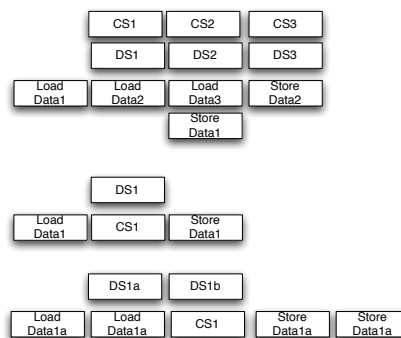 CS1 CS2 CS3
DS1 DS2 DS3
Load Load Load Store
Data1 Data2 Data3 Data2
Store
Data1
DS1
Load CS1 Store
Data1 Data1
DS1a DS1b
Load Load CS1 Store Store
Data1a Data1a Data1a Data1a